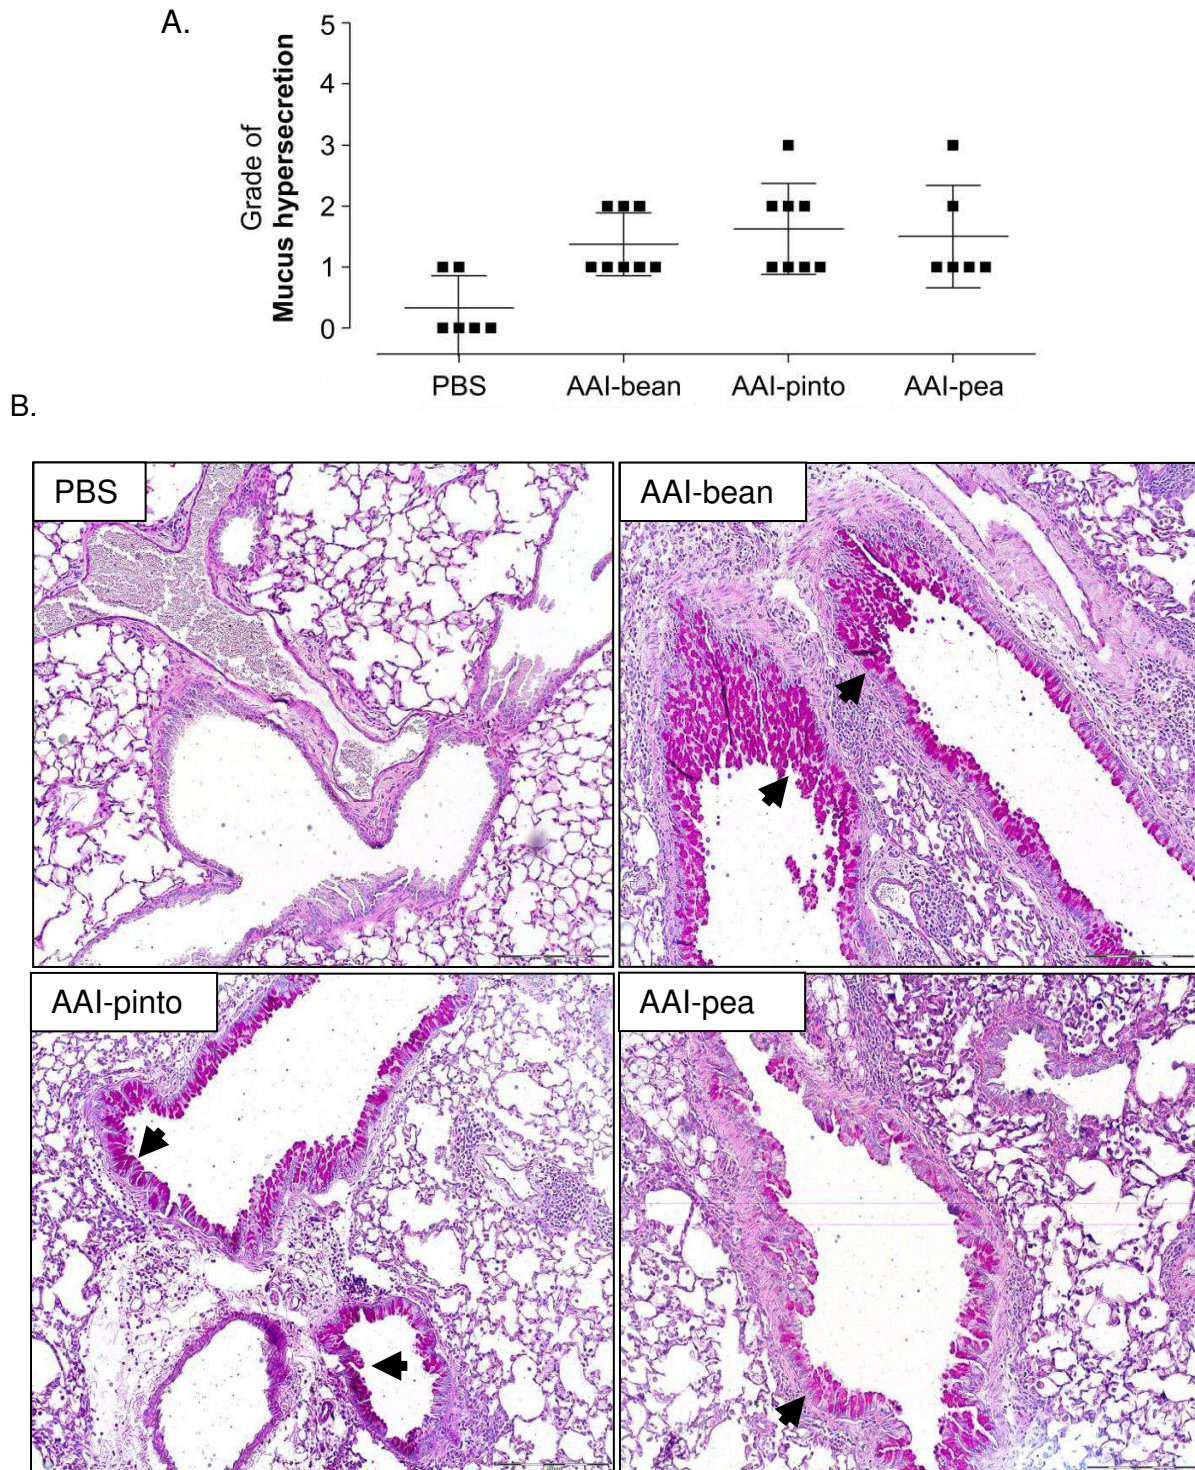 A.
Grade of
Mucus hypersecretion
5
4
3
2
1
0
PBS AAI-bean AAI-pinto AAI-pea
B.
PBS
AAI-bean
AAI-pinto
AAI-pea